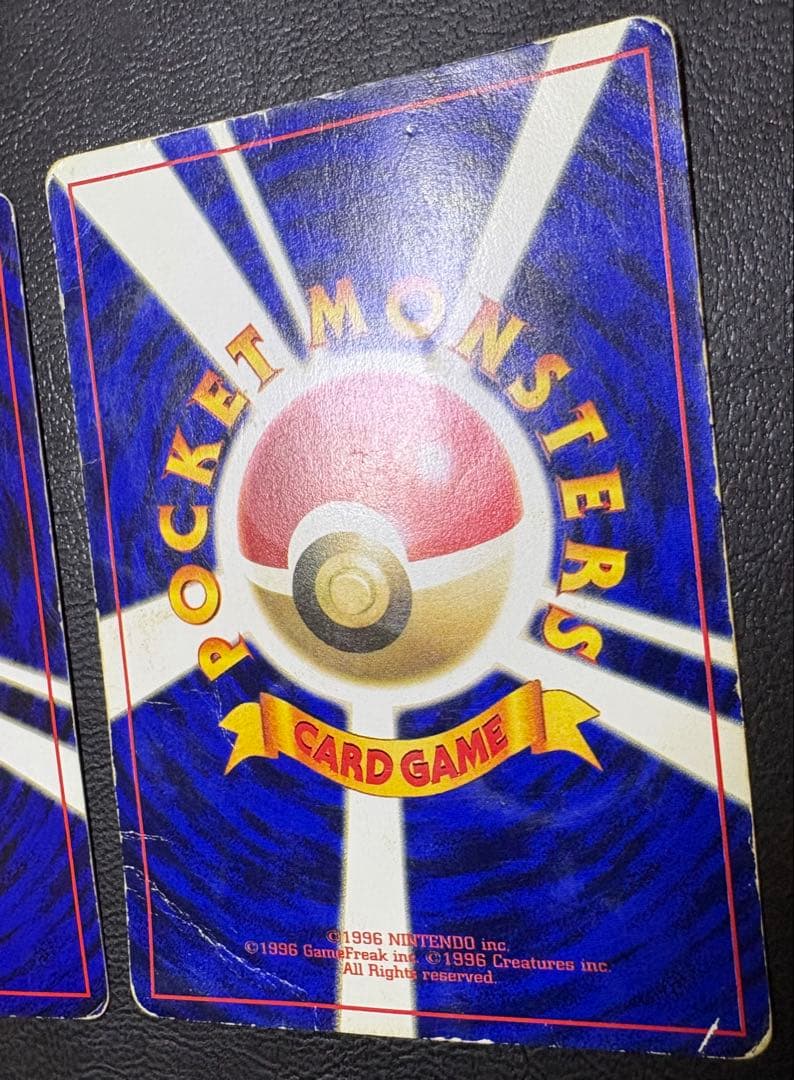 POCKET MONSTERS
CARD GAME
©1996 NINTENDO inc.
©1996 GameFreak inc. ©1996 Creatures inc.
All Rights reserved.